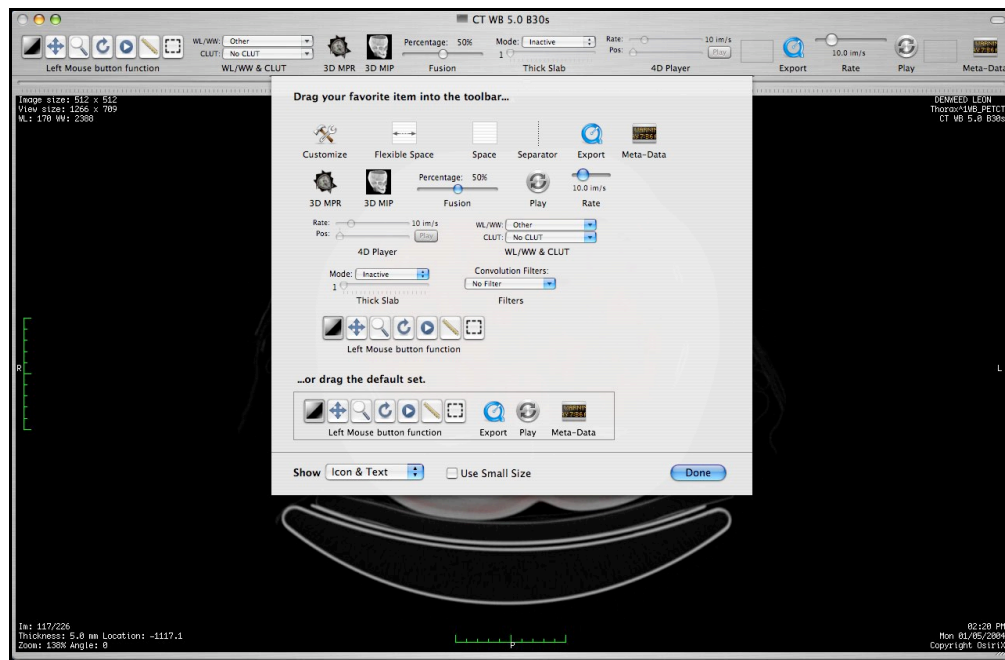 CT WB 5.0 B30s
WL/WW: Other
CLUT: No CLUT
Percentage: 50%
Mode: Inactive
1
Rate: 10 im/s
Pos: Play
10.0 im/s
Left Mouse button function WL/WW & CLUT 3D MPR 3D MIP Fusion Thick Slab 4D Player Export Rate Play Meta-Data
Image size: 512 x 512
View size: 1266 x 709
WL: 170 WW: 2388
DENWEED LEON
Thorax^1WB_PETCT
CT WB 5.0 B30s
Drag your favorite item into the toolbar...
Customize Flexible Space Space Separator Export Meta-Data
Percentage: 50%
10.0 im/s
3D MPR 3D MIP Fusion Play Rate
Rate: 10 im/s
Pos: Play
4D Player
WL/WW: Other
CLUT: No CLUT
WL/WW & CLUT
Mode: Inactive
1
Thick Slab
Convolution Filters:
No Filter
Filters
Left Mouse button function
...or drag the default set.
Left Mouse button function Export Play Meta-Data
Show Icon & Text Use Small Size Done
R
L
P
Im: 117/226
Thickness: 5.0 mm Location: -1117.1
Zoom: 138% Angle: 0
02:20 PM
Mon 01/05/2004
Copyright OsiriX